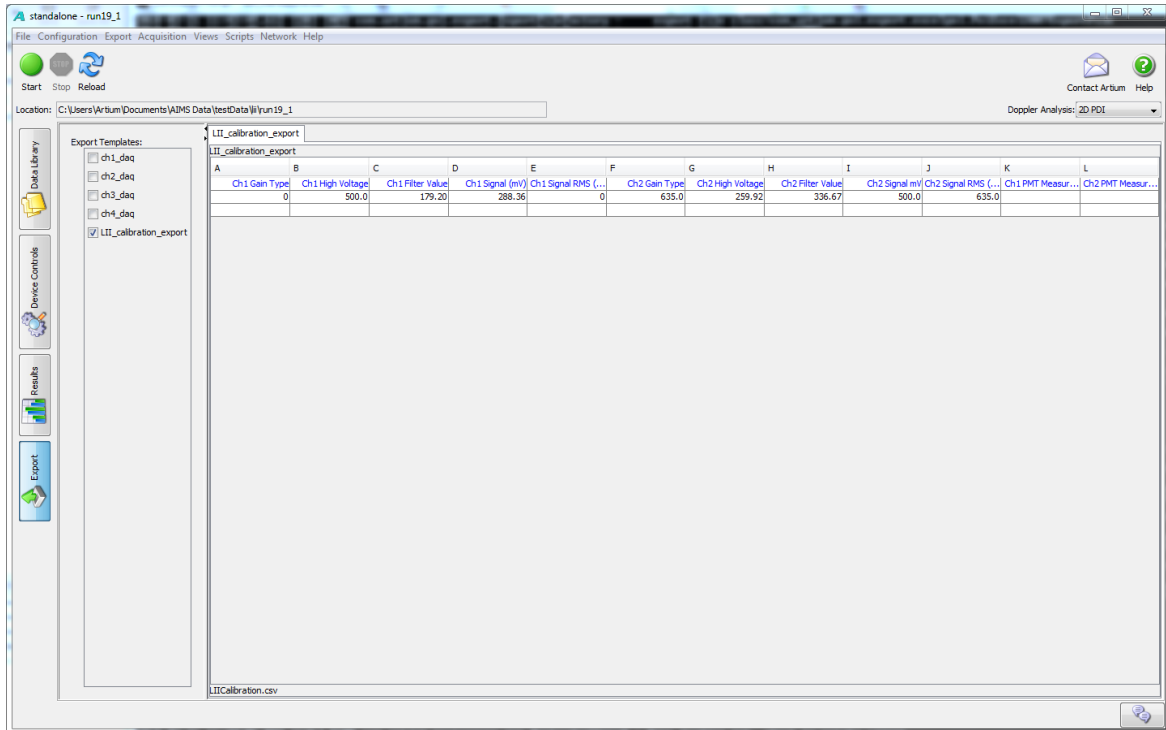 standalone - run19_1
File Configuration Export Acquisition Views Scripts Network Help
STOP
Start Stop Reload
Contact Artium Help
Location: C:\Users\Artium\Documents\AIMS Data\testData\lii\run19_1
Doppler Analysis: 2D PDI
Data Library
Device Controls
Results
Export
Export Templates:
ch1_daq
ch2_daq
ch3_daq
ch4_daq
LII_calibration_export
LII_calibration_export
LII_calibration_export
A B C D E F G H I J K L
Ch1 Gain Type Ch1 High Voltage Ch1 Filter Value Ch1 Signal (mV) Ch1 Signal RMS (... Ch2 Gain Type Ch2 High Voltage Ch2 Filter Value Ch2 Signal mV Ch2 Signal RMS (... Ch1 PMT Measur... Ch2 PMT Measur...
0 500.0 179.20 288.36 0 635.0 259.92 336.67 500.0 635.0
LIICalibration.csv